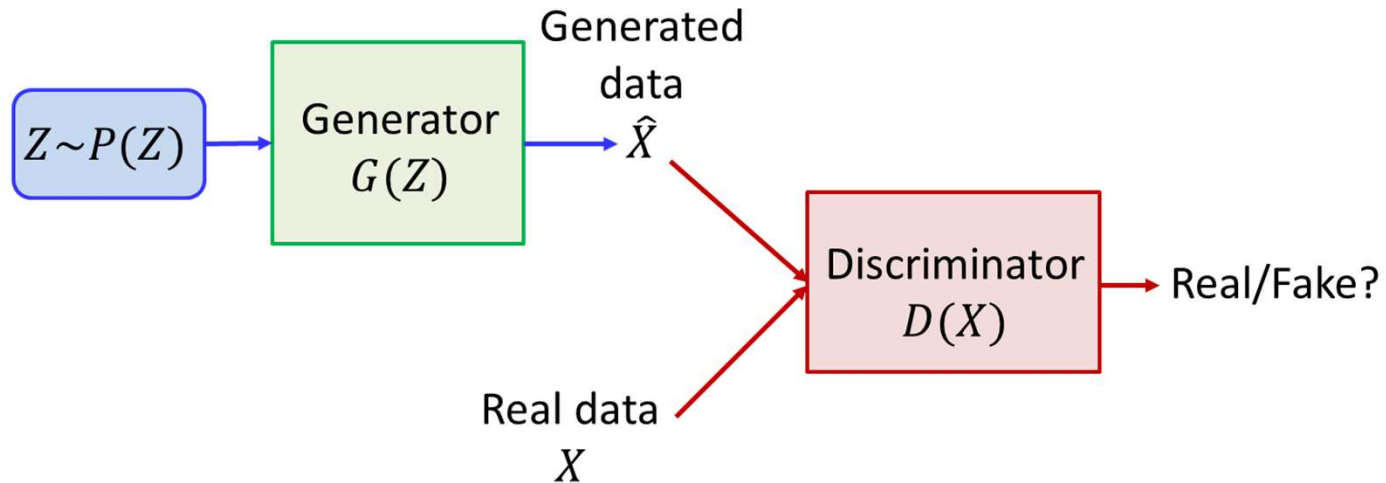 Z~P(Z)
Generator
G(Z)
Generated
data
X̂
Discriminator
D(X)
Real/Fake?
Real data
X